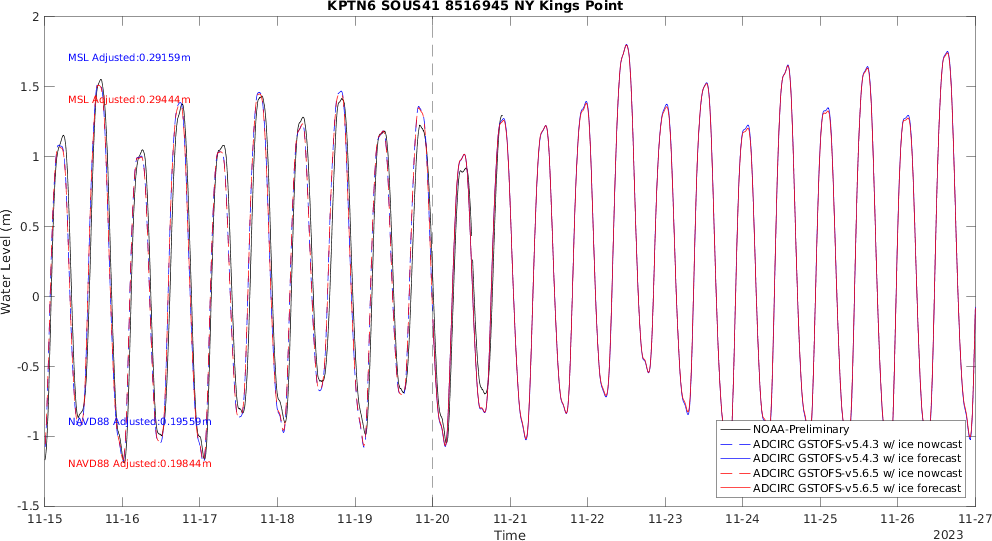 KPTN6 SOUS41 8516945 NY Kings Point
2
1.5
1
0.5
0
-0.5
-1
-1.5
Water Level (m)
MSL Adjusted:0.29159m
MSL Adjusted:0.29444m
NAVD88 Adjusted:0.19559m
NAVD88 Adjusted:0.19844m
NOAA-Preliminary
ADCIRC GSTOFS-v5.4.3 w/ ice nowcast
ADCIRC GSTOFS-v5.4.3 w/ ice forecast
ADCIRC GSTOFS-v5.6.5 w/ ice nowcast
ADCIRC GSTOFS-v5.6.5 w/ ice forecast
11-15 11-16 11-17 11-18 11-19 11-20 11-21 11-22 11-23 11-24 11-25 11-26 11-27
Time
2023